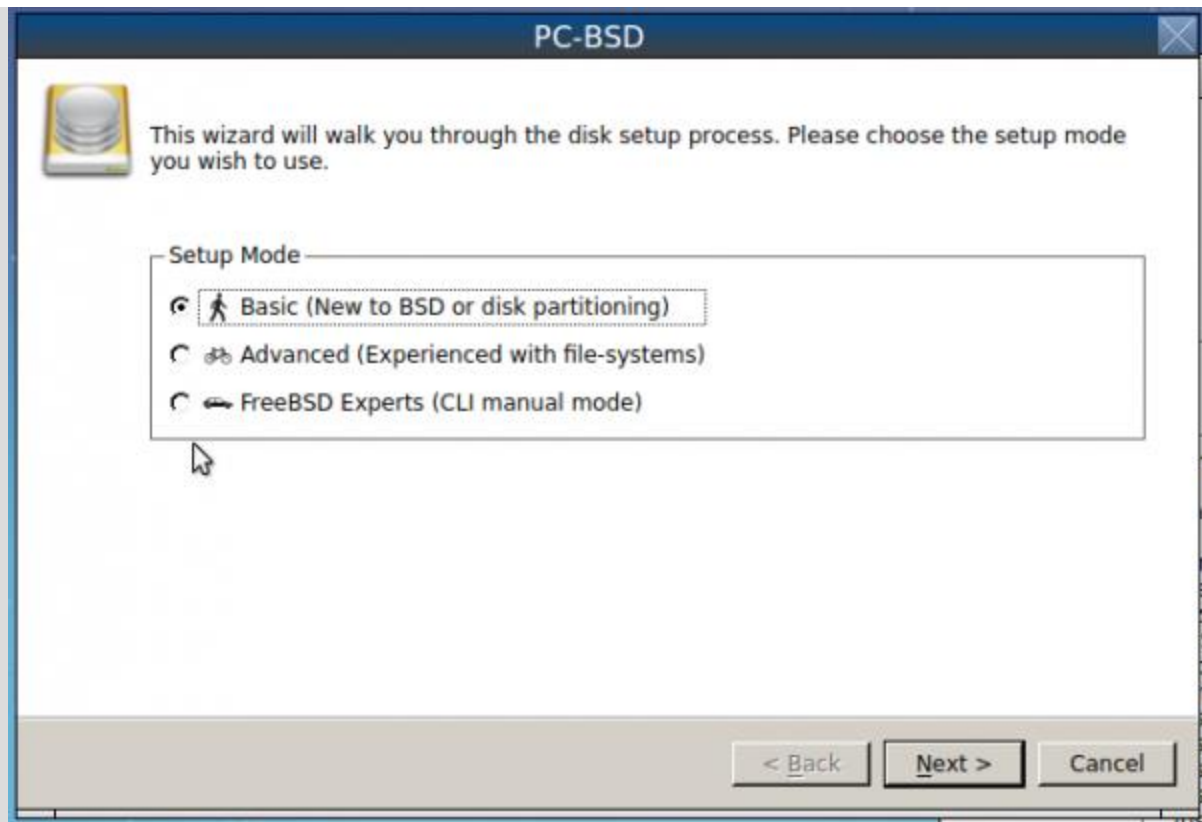 PC-BSD
This wizard will walk you through the disk setup process. Please choose the setup mode
you wish to use.
Setup Mode
Basic (New to BSD or disk partitioning)
Advanced (Experienced with file-systems)
FreeBSD Experts (CLI manual mode)
< Back
Next >
Cancel